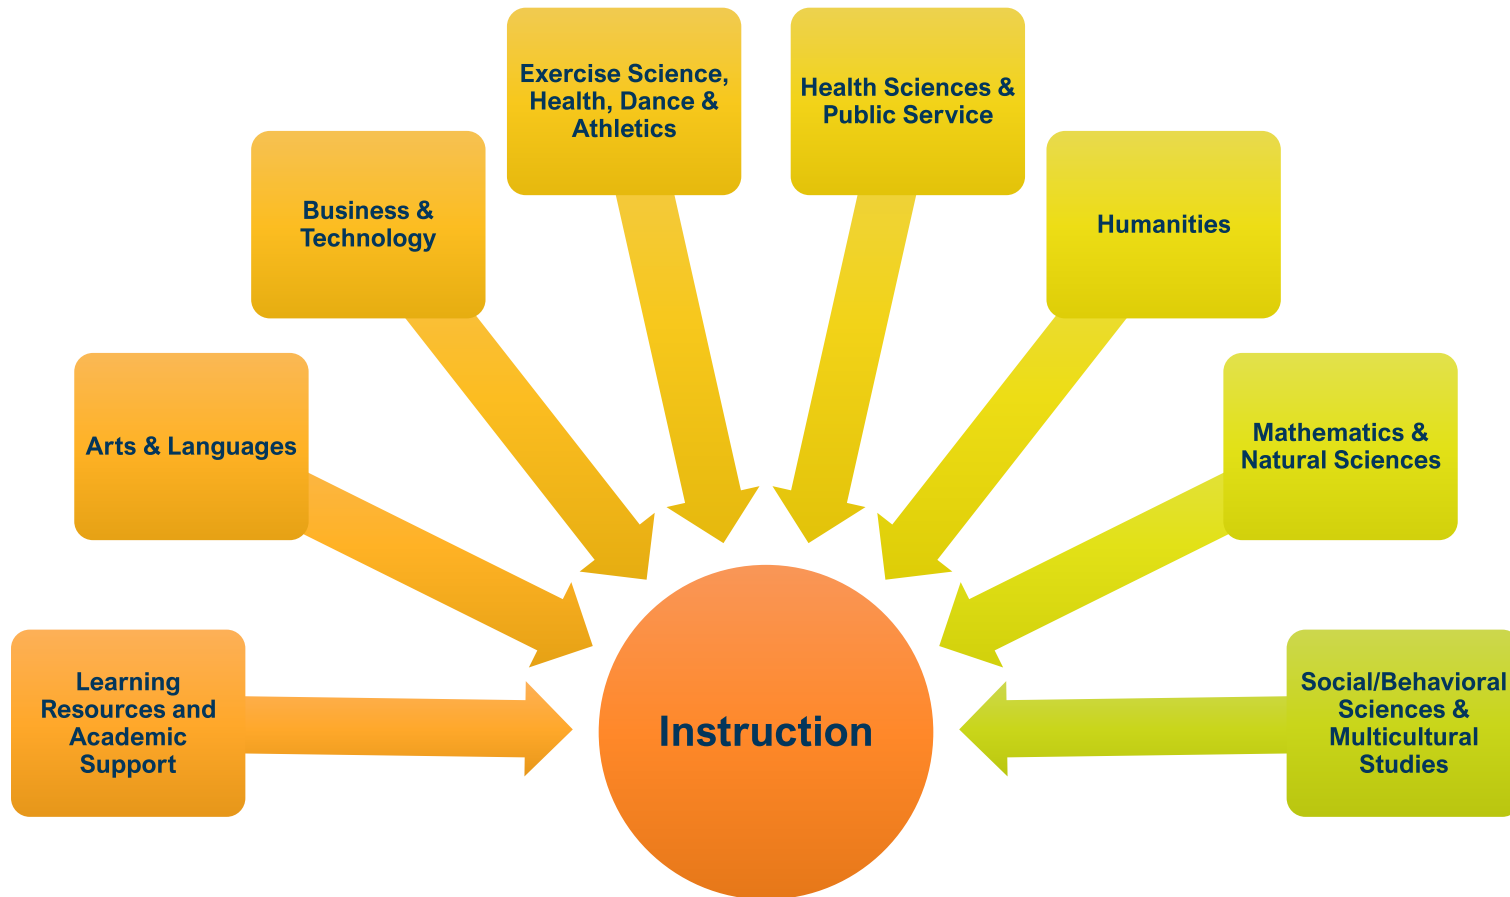 Exercise Science,
Health, Dance &
Athletics
Health Sciences &
Public Service
Business &
Technology
Humanities
Arts & Languages
Mathematics &
Natural Sciences
Learning
Resources and
Academic
Support
Instruction
Social/Behavioral
Sciences &
Multicultural
Studies